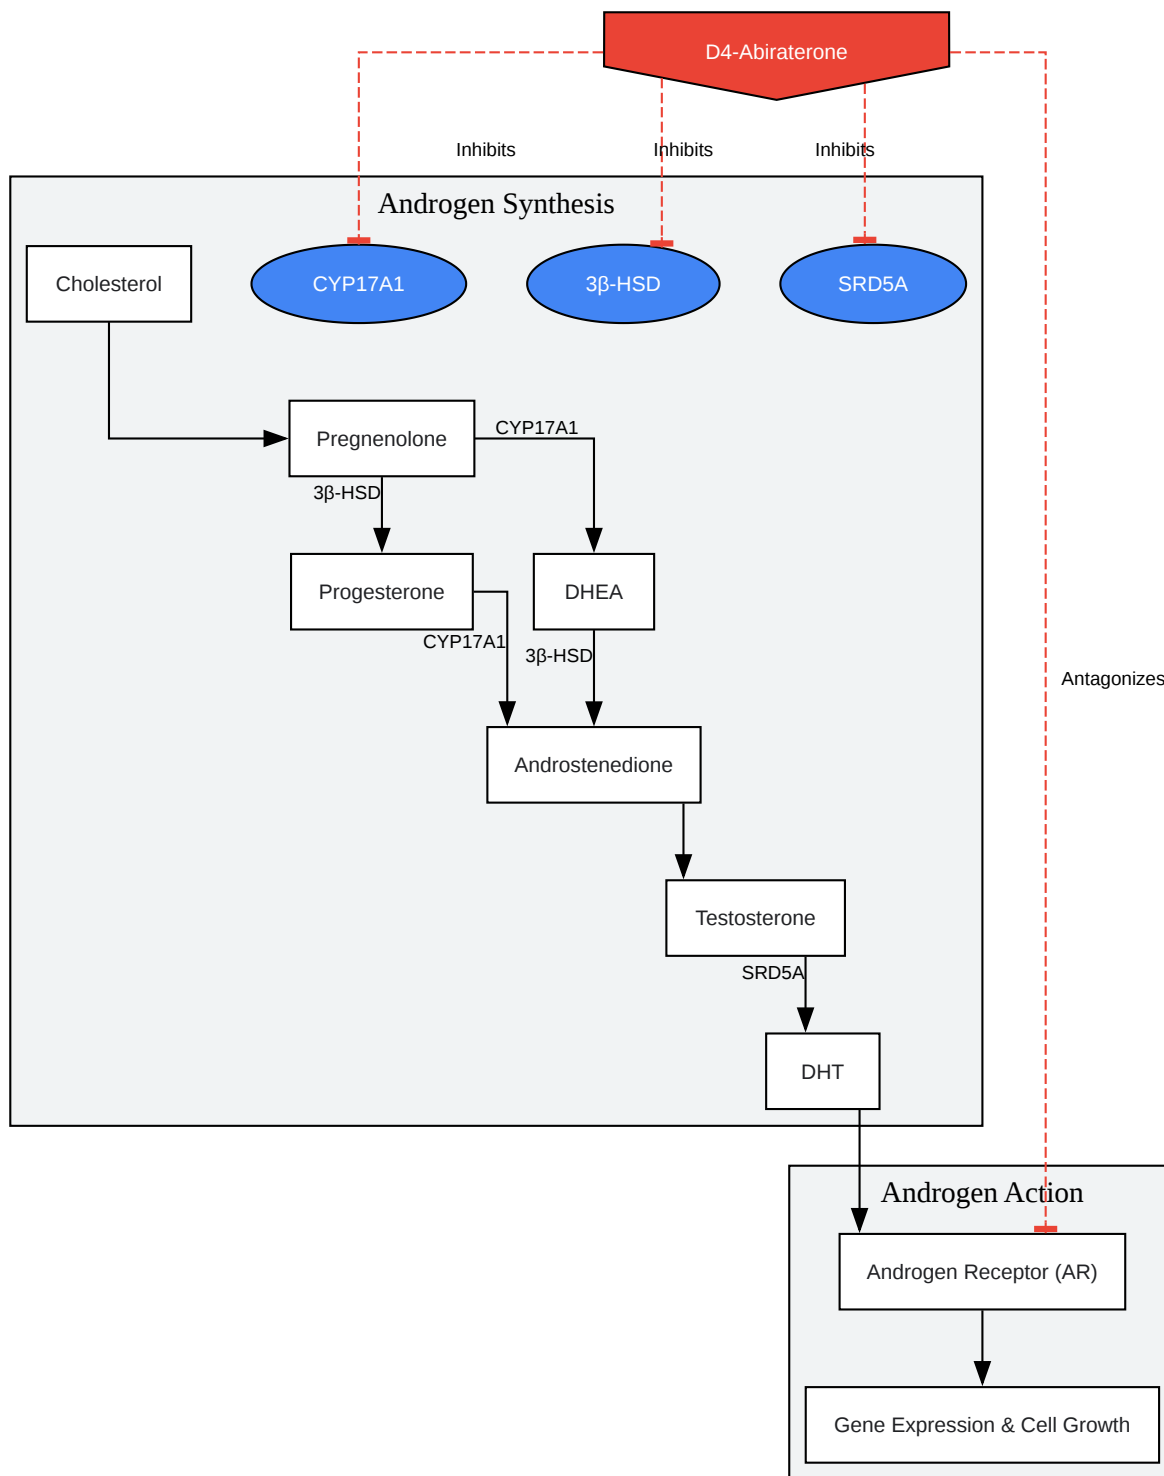 D4-Abiraterone
Inhibits
Inhibits
Inhibits
Androgen Synthesis
Cholesterol
CYP17A1
3β-HSD
SRD5A
Pregnenolone
CYP17A1
3β-HSD
Progesterone
DHEA
CYP17A1
3β-HSD
Antagonizes
Androstenedione
Testosterone
SRD5A
DHT
Androgen Action
Androgen Receptor (AR)
Gene Expression & Cell Growth